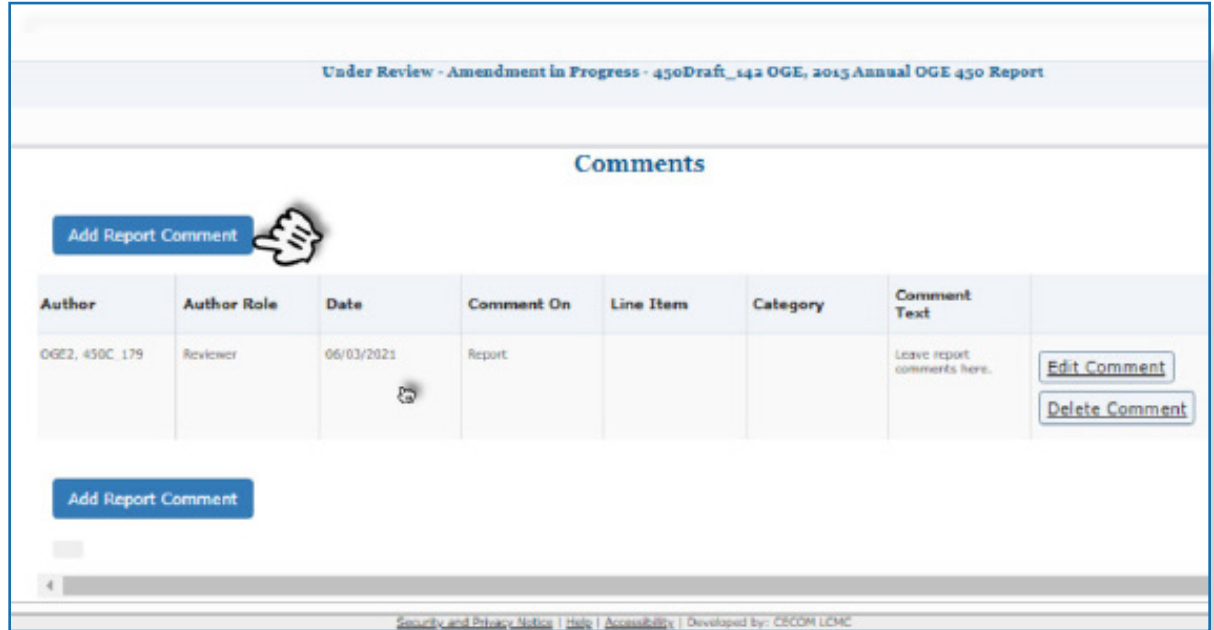 Under Review - Amendment in Progress - 450Draft_142 OGE, 2015 Annual OGE 450 Report
Comments
Add Report Comment
Author Author Role Date Comment On Line Item Category Comment Text
OGE2, 450C_179 Reviewer 06/03/2021 Report Leave report comments here. Edit Comment
Delete Comment
Add Report Comment
Security and Privacy Notice | Help | Accessibility | Developed by: CECOM LCMC